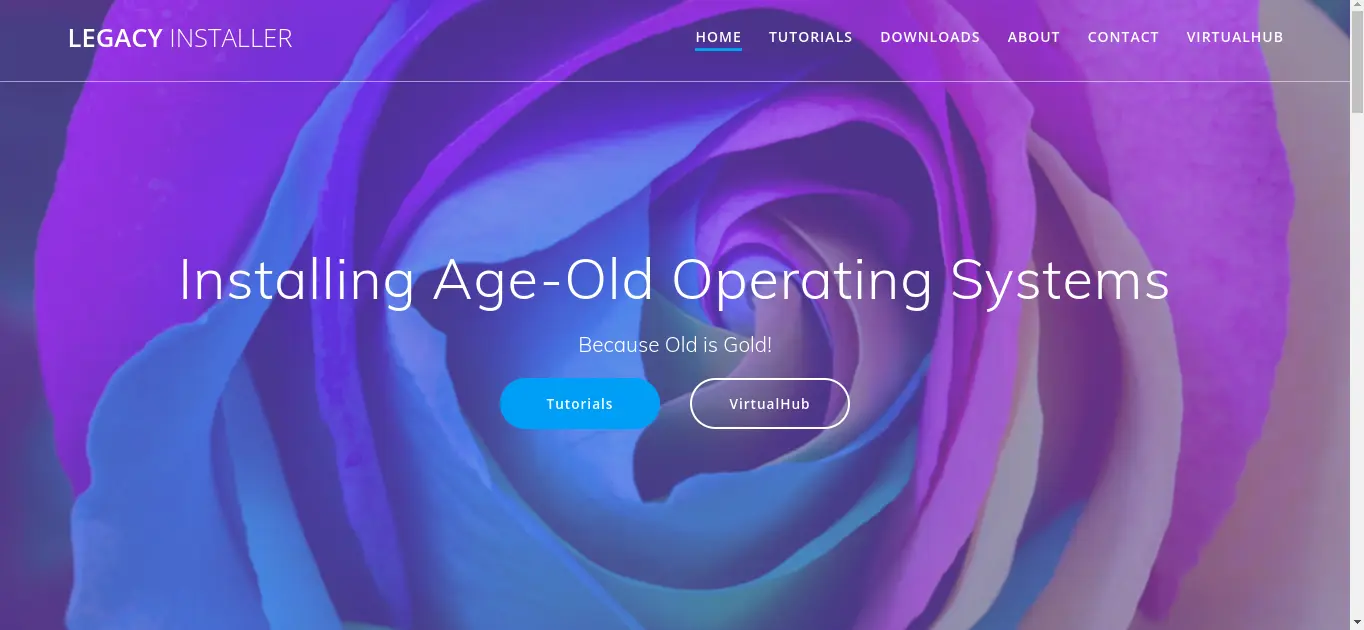 LEGACY INSTALLER
HOME TUTORIALS DOWNLOADS ABOUT CONTACT VIRTUALHUB
Installing Age-Old Operating Systems
Because Old is Gold!
Tutorials VirtualHub